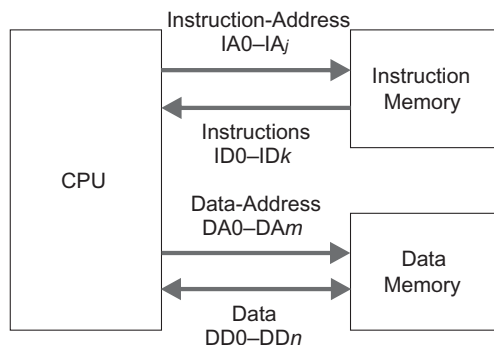 Instruction-Address
IA0–IAj
Instruction
Memory
Instructions
ID0–IDk
CPU
Data-Address
DA0–DAm
Data
Memory
Data
DD0–DDn